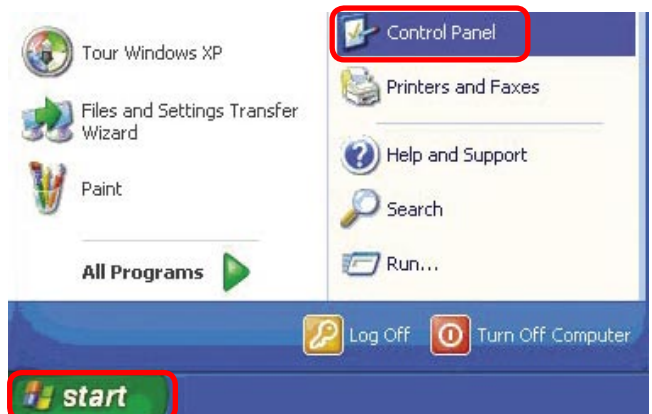 Tour Windows XP
Files and Settings Transfer
Wizard
Paint
All Programs
Control Panel
Printers and Faxes
Help and Support
Search
Run...
Log Off
Turn Off Computer
start